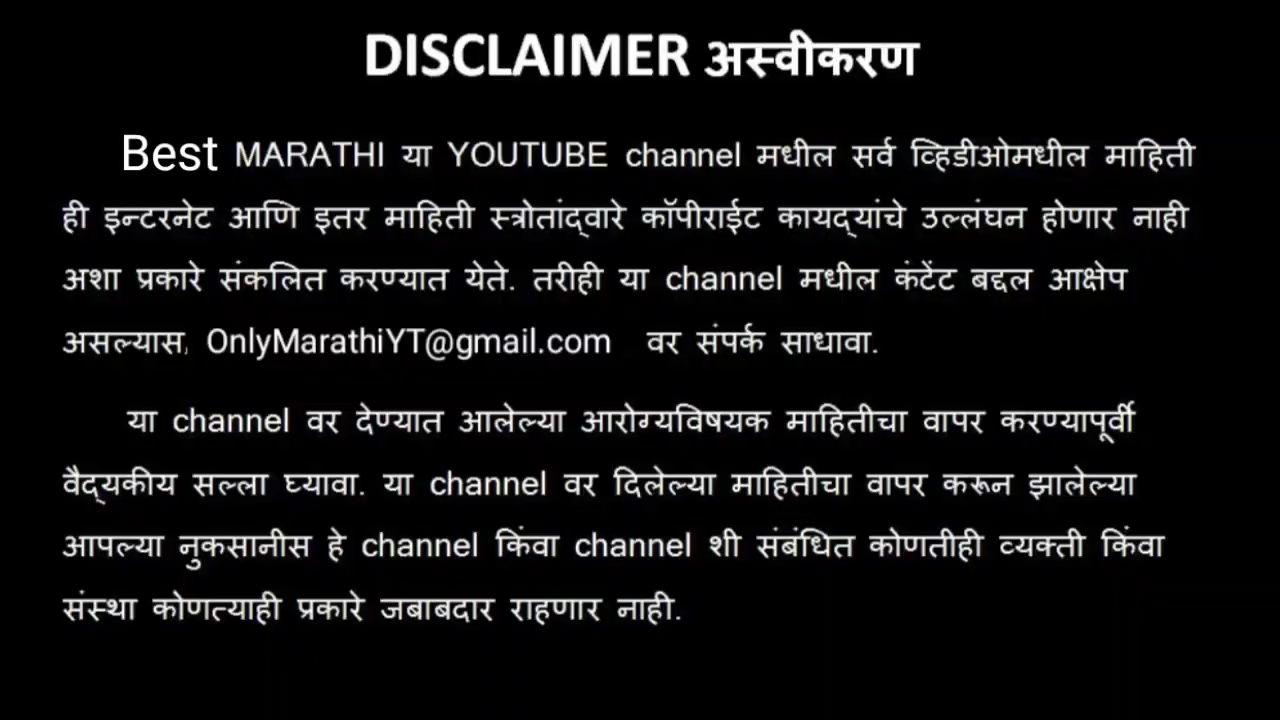 DISCLAIMER अस्वीकरण
Best MARATHI या YOUTUBE channel मधील सर्व व्हिडीओमधील माहिती
ही इन्टरनेट आणि इतर माहिती स्त्रोतांद्वारे कॉपीराईट कायद्यांचे उल्लंघन होणार नाही
अशा प्रकारे संकलित करण्यात येते. तरीही या channel मधील कंटेंट बद्दल आक्षेप
असल्यास, OnlyMarathiYT@gmail.com वर संपर्क साधावा.
या channel वर देण्यात आलेल्या आरोग्यविषयक माहितीचा वापर करण्यापूर्वी
वैद्यकीय सल्ला घ्यावा. या channel वर दिलेल्या माहितीचा वापर करून झालेल्या
आपल्या नुकसानीस हे channel किंवा channel शी संबंधित कोणतीही व्यक्ती किंवा
संस्था कोणत्याही प्रकारे जबाबदार राहणार नाही.